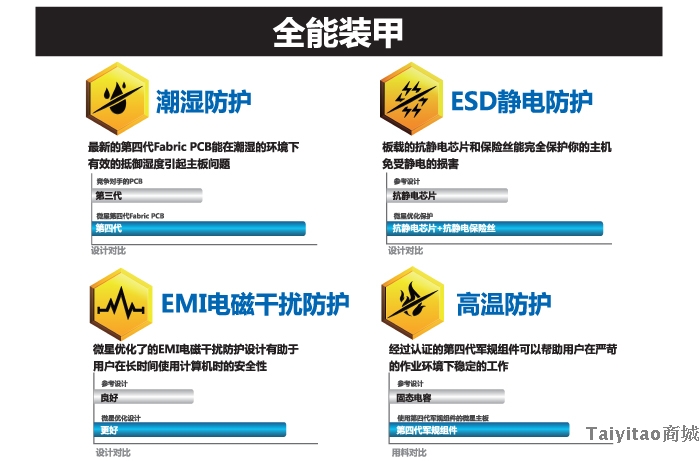 全能装甲
潮湿防护
最新的第四代Fabric PCB能在潮湿的环境下
有效的抵御湿度引起主板问题
竞争对手的PCB
第三代
微星第四代Fabric PCB
第四代
设计对比
ESD静电防护
板载的抗静电芯片和保险丝能完全保护你的主机
免受静电的损害
参考设计
抗静电芯片
微星优化保护
抗静电芯片+抗静电保险丝
设计对比
EMI电磁干扰防护
微星优化了的EMI电磁干扰防护设计有助于
用户在长时间使用计算机时的安全性
参考设计
良好
微星优化设计
更好
设计对比
高温防护
经过认证的第四代军规组件可以帮助用户在严苛
的作业环境下稳定的工作
参考设计
固态电容
使用第四代军规组件的微星主板
第四代军规组件
用料对比
Taiyitao商城